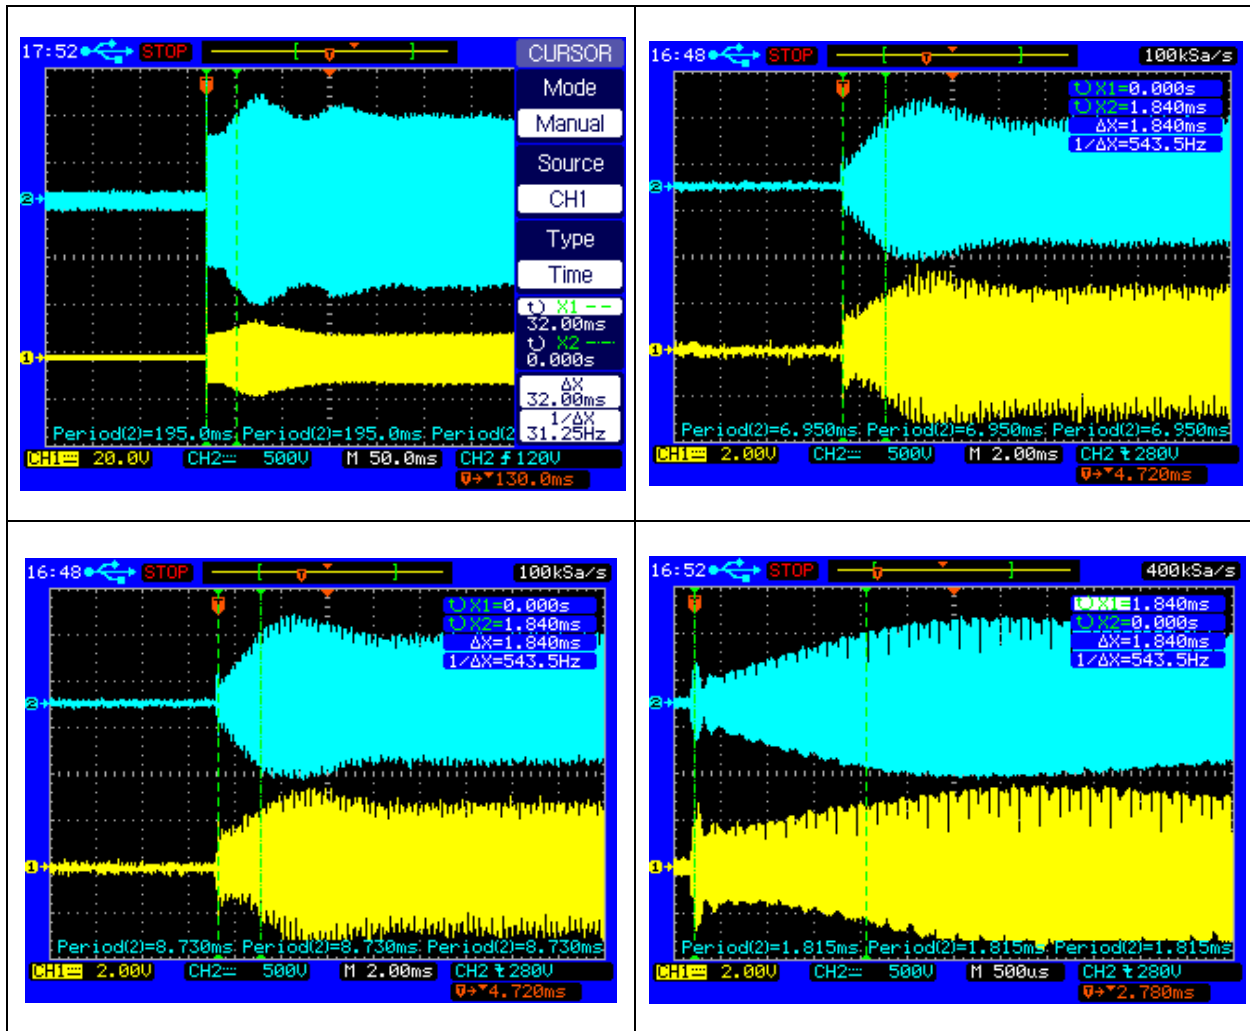 17:52 STOP CURSOR
Mode
Manual
Source
CH1
Type
Time
X1
32.00ms
X2
0.000s
ΔX
32.00ms
1/ΔX
31.25Hz
2
1
Period(2)=195.0ms Period(2)=195.0ms Period(2
CH1 20.0V CH2 500V M 50.0ms CH2 120V
130.0ms
16:48 STOP 100kSa/s
X1=0.000s
X2=1.840ms
ΔX=1.840ms
1/ΔX=543.5Hz
2
1
Period(2)=6.950ms Period(2)=6.950ms Period(2)=6.950ms
CH1 2.00V CH2 500V M 2.00ms CH2 280V
4.720ms
16:48 STOP 100kSa/s
X1=0.000s
X2=1.840ms
ΔX=1.840ms
1/ΔX=543.5Hz
2
1
Period(2)=8.730ms Period(2)=8.730ms Period(2)=8.730ms
CH1 2.00V CH2 500V M 2.00ms CH2 280V
4.720ms
16:52 STOP 400kSa/s
X1=1.840ms
X2=0.000s
ΔX=1.840ms
1/ΔX=543.5Hz
2
1
Period(2)=1.815ms Period(2)=1.815ms Period(2)=1.815ms
CH1 2.00V CH2 500V M 500us CH2 280V
2.780ms